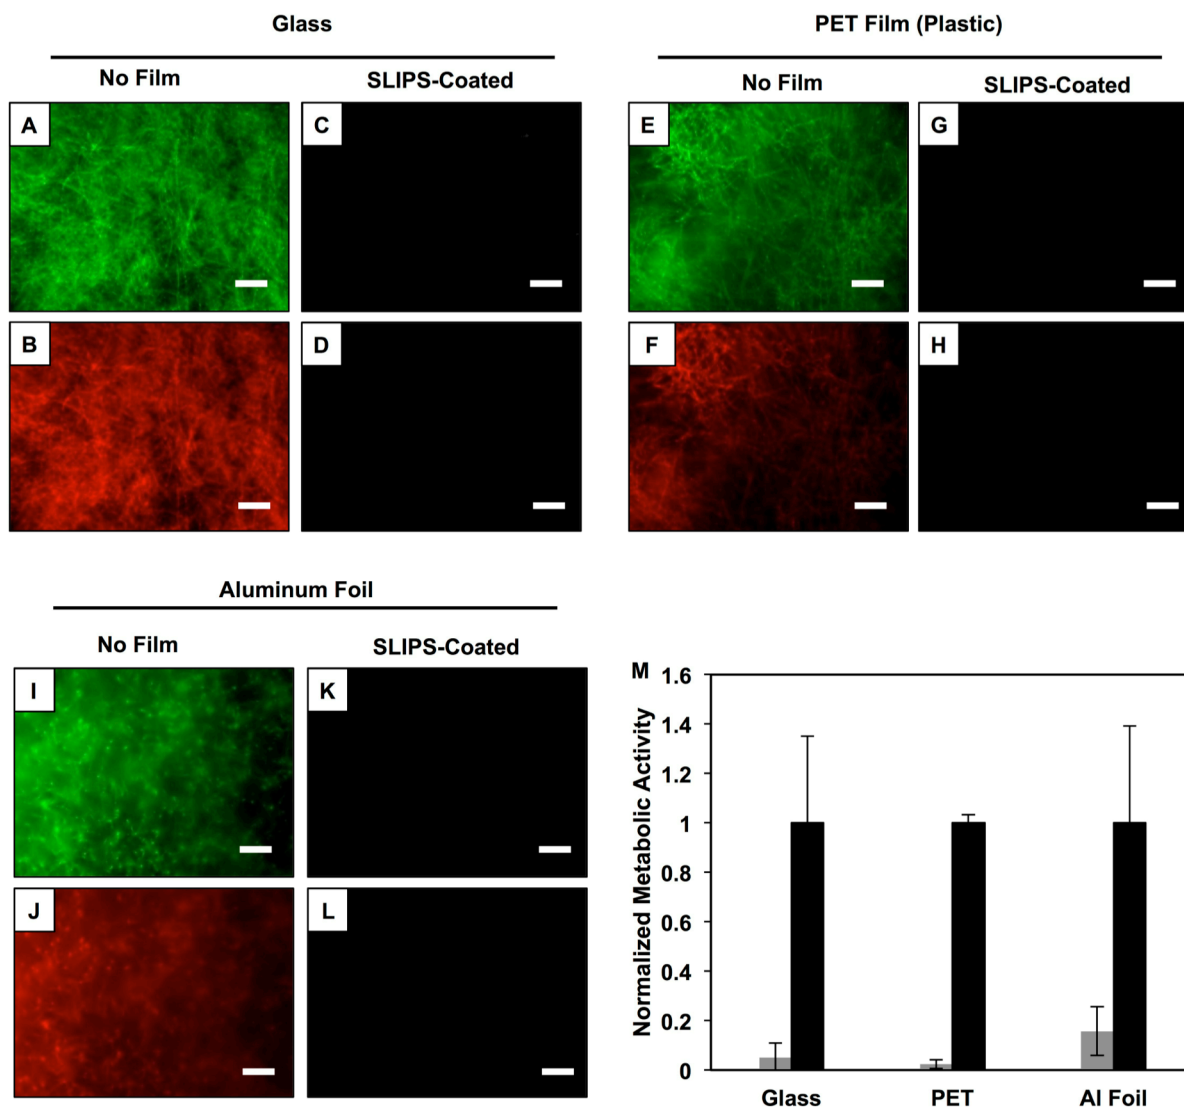 Glass
No Film SLIPS-Coated
A C
B D
PET Film (Plastic)
No Film SLIPS-Coated
E G
F H
Aluminum Foil
No Film SLIPS-Coated
I K
J L
M
Normalized Metabolic Activity
1.6
1.4
1.2
1
0.8
0.6
0.4
0.2
0
Glass PET Al Foil